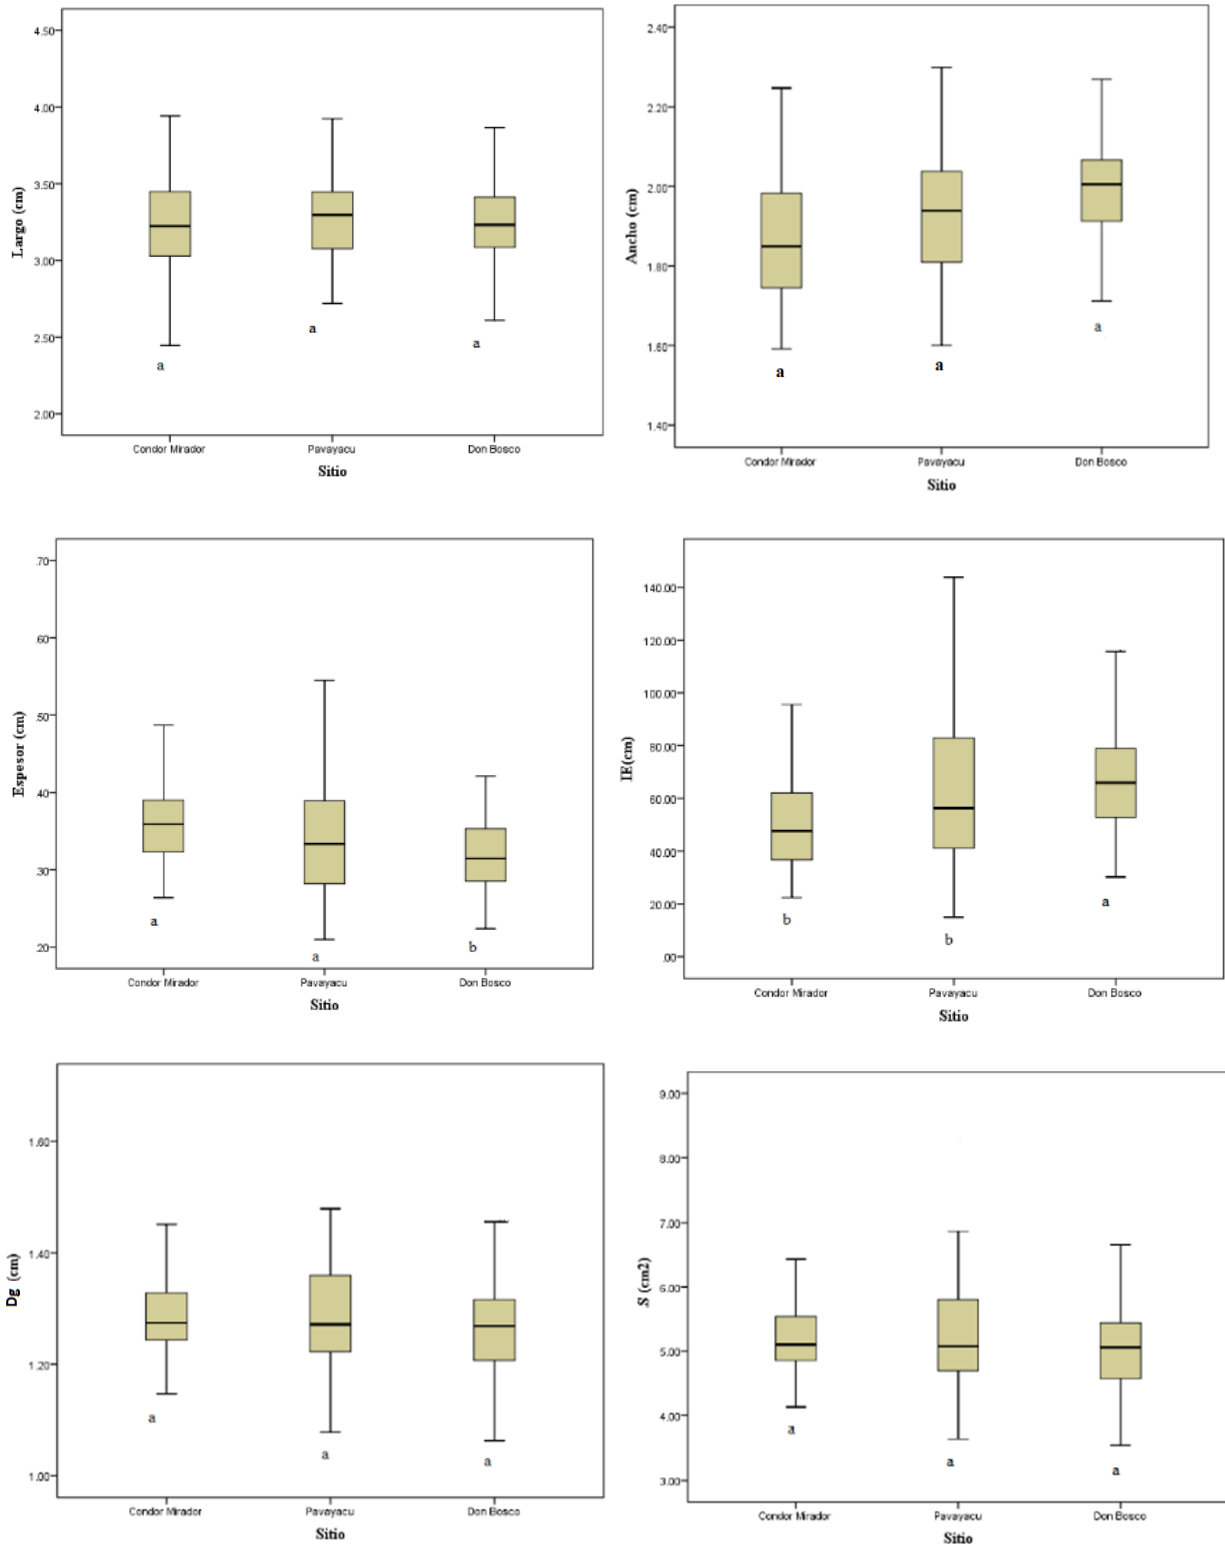 4.50
4.00
3.50
3.00
2.50
2.00
Largo (cm)
a
a
a
Condor Mirador Pavayacu Don Bosco
Sitio
2.40
2.20
2.00
1.80
1.60
1.40
Ancho (cm)
a
a
a
Condor Mirador Pavayacu Don Bosco
Sitio
.70
.60
.50
.40
.30
.20
Espesor (cm)
a
a
b
Condor Mirador Pavayacu Don Bosco
Sitio
140.00
120.00
100.00
80.00
60.00
40.00
20.00
.00
IE(cm)
b
b
a
Condor Mirador Pavayacu Don Bosco
Sitio
1.60
1.40
1.20
1.00
Dg (cm)
a
a
a
Condor Mirador Pavayacu Don Bosco
Sitio
9.00
8.00
7.00
6.00
5.00
4.00
3.00
.S (cm2)
a
a
a
Condor Mirador Pavayacu Don Bosco
Sitio